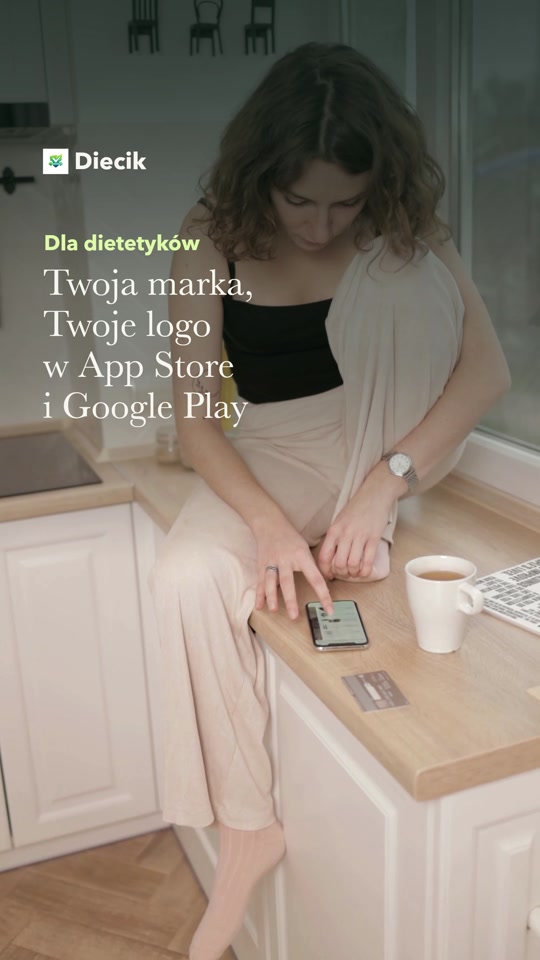 Diecik
Dla dietetyków
Twoja marka,
Twoje logo
w App Store
i Google Play